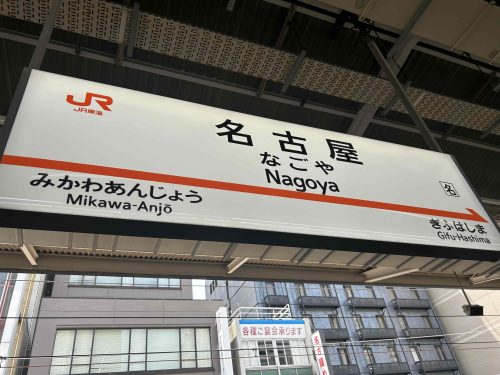 JR
JR東海
名古屋
なごや
Nagoya
名
みかわあんじょう
Mikawa-Anjō
ぎふはしま
Gifu-Hashima
各種ご宴会承ります